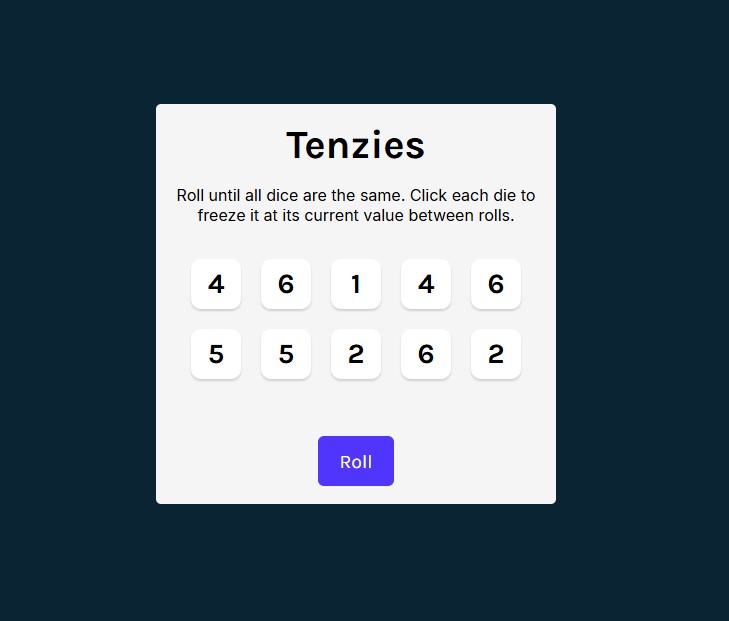 Tenzies
Roll until all dice are the same. Click each die to
freeze it at its current value between rolls.
4 6 1 4 6
5 5 2 6 2
Roll